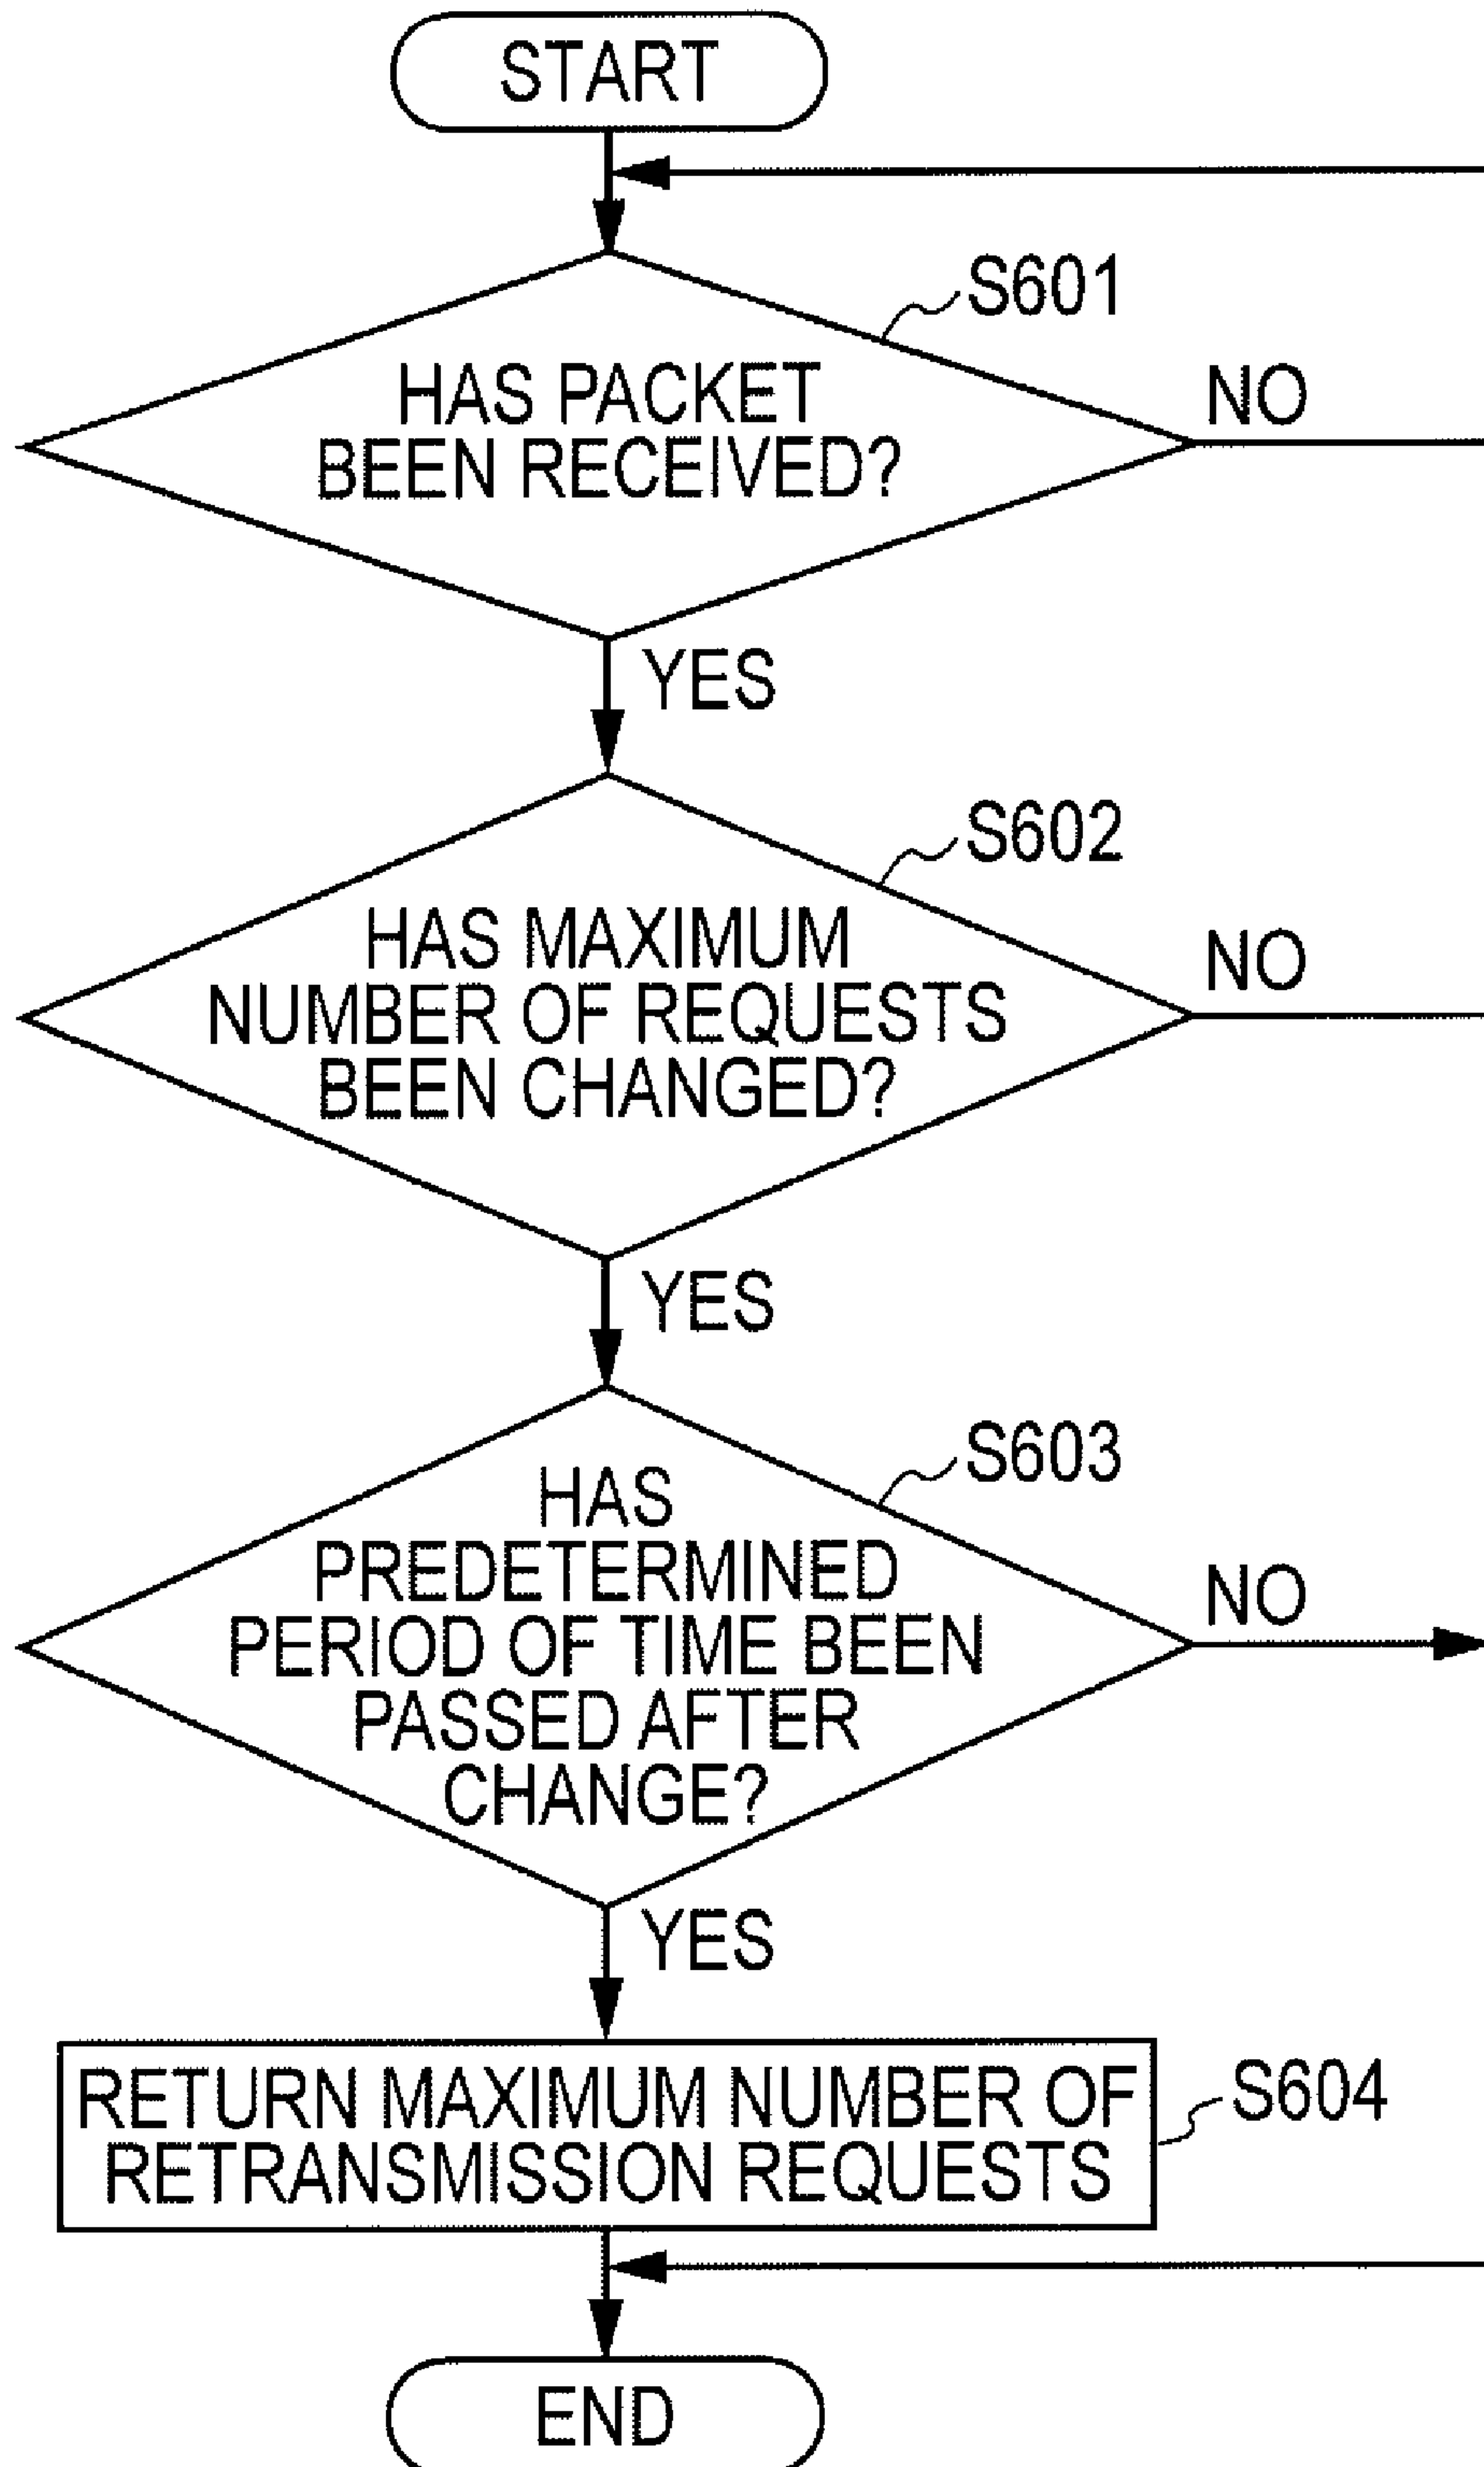 START
S601
HAS PACKET
BEEN RECEIVED?
NO
YES
S602
HAS MAXIMUM
NUMBER OF REQUESTS
BEEN CHANGED?
NO
YES
S603
HAS
PREDETERMINED
PERIOD OF TIME BEEN
PASSED AFTER
CHANGE?
NO
YES
RETURN MAXIMUM NUMBER OF
RETRANSMISSION REQUESTS
S604
END